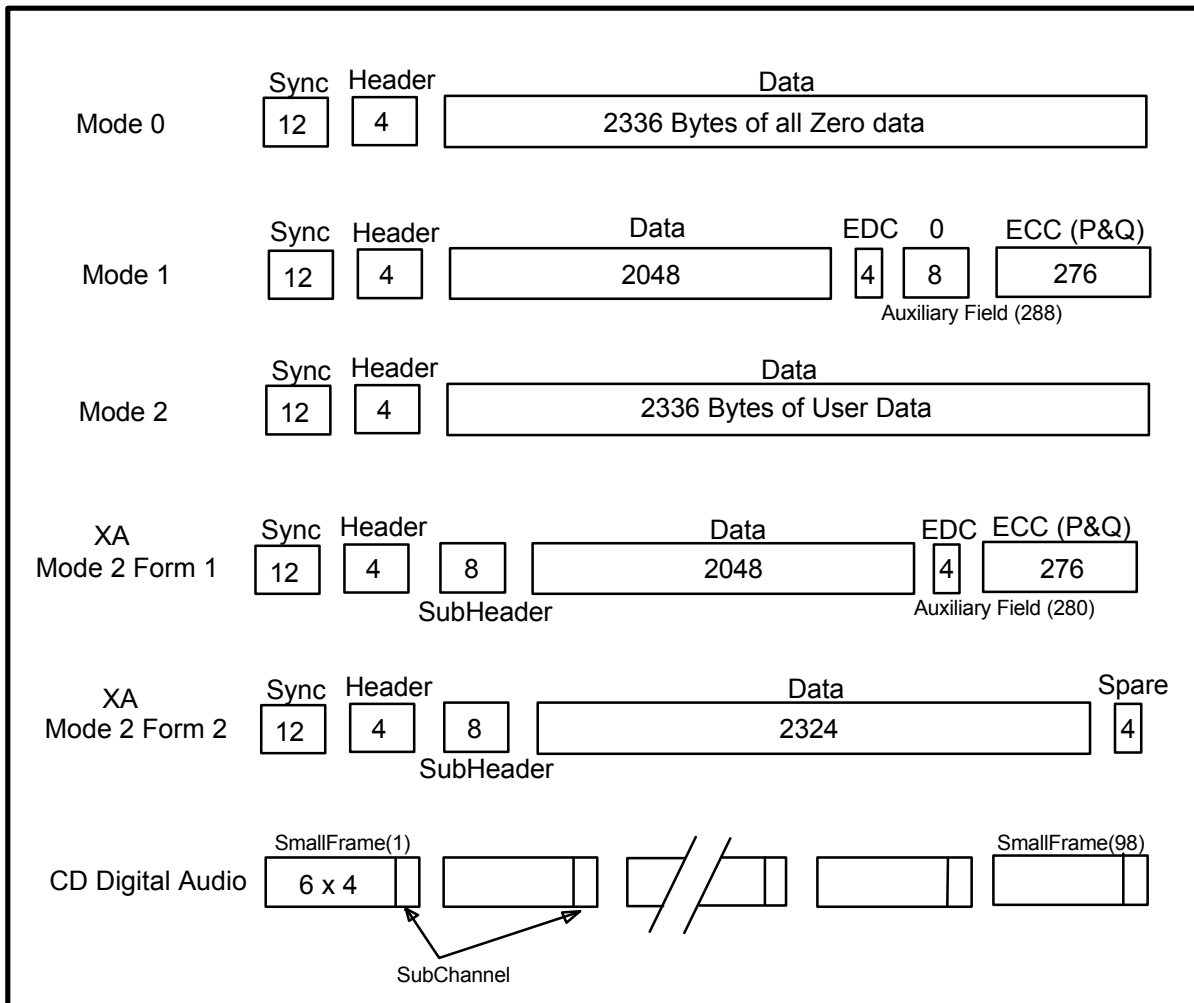 Sync Header Data
Mode 0 12 4 2336 Bytes of all Zero data
Sync Header Data EDC 0 ECC (P&Q)
Mode 1 12 4 2048 4 8 276
Auxiliary Field (288)
Sync Header Data
Mode 2 12 4 2336 Bytes of User Data
XA Sync Header Data EDC ECC (P&Q)
Mode 2 Form 1 12 4 8 2048 4 276
SubHeader Auxiliary Field (280)
XA Sync Header Data Spare
Mode 2 Form 2 12 4 8 2324 4
SubHeader
SmallFrame(1) SmallFrame(98)
CD Digital Audio 6 x 4
SubChannel